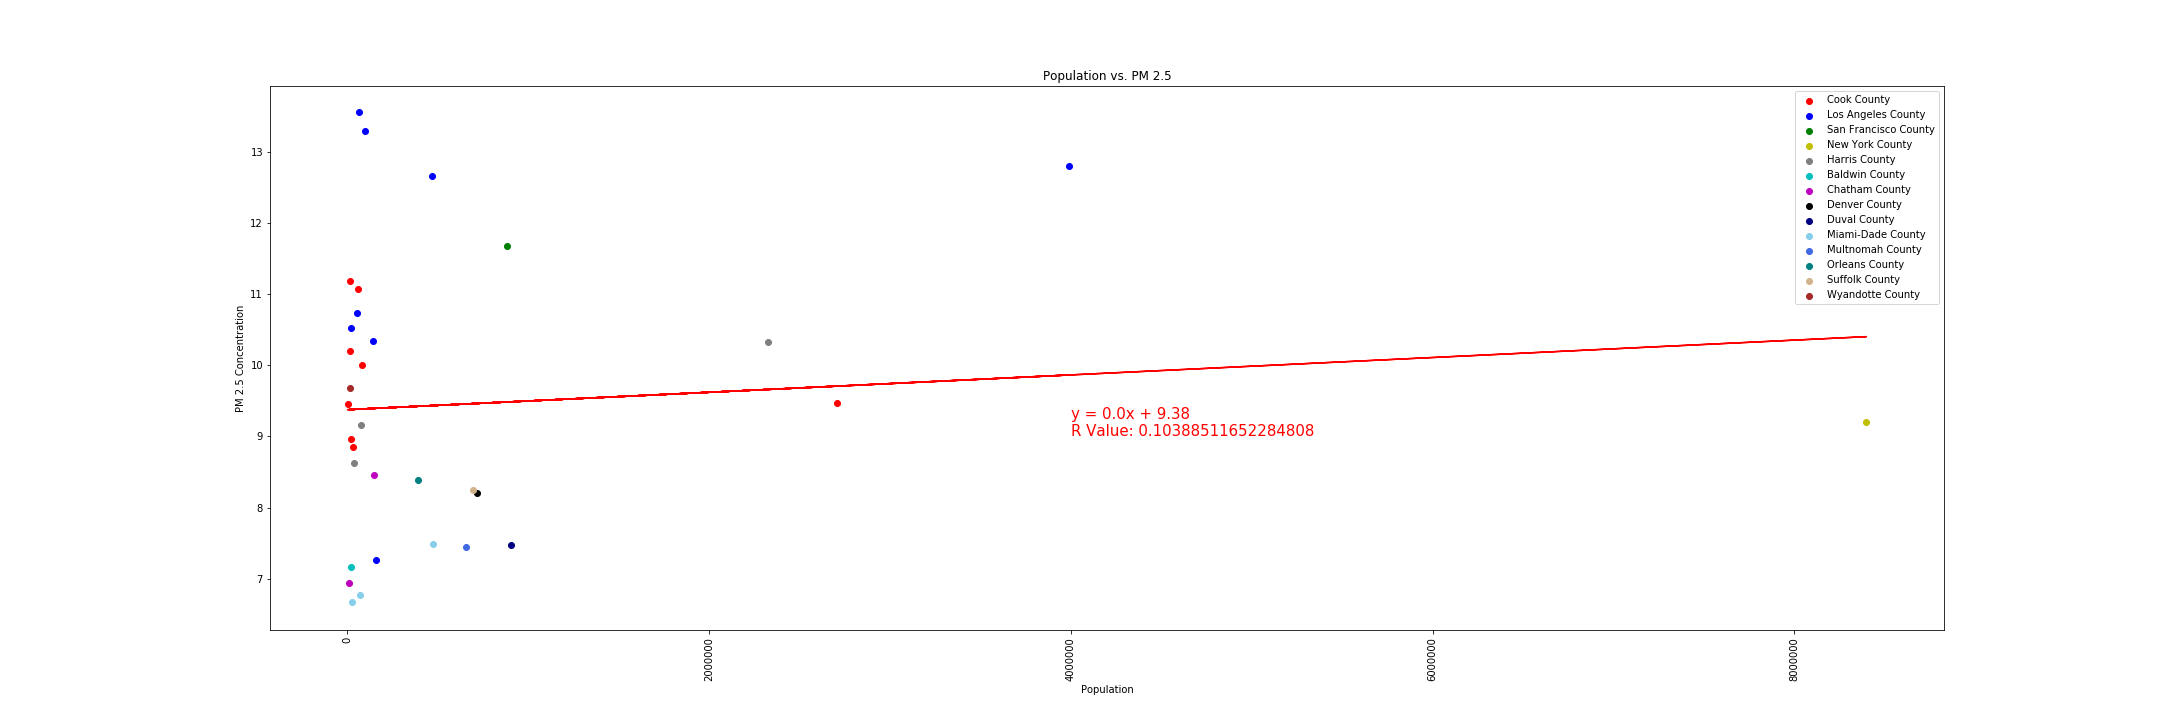 Population vs. PM 2.5
Cook County
Los Angeles County
San Francisco County
New York County
Harris County
Baldwin County
Chatham County
Denver County
Duval County
Miami-Dade County
Multnomah County
Orleans County
Suffolk County
Wyandotte County
PM 2.5 Concentration
13
12
11
10
9
8
7
y = 0.0x + 9.38
R Value: 0.10388511652284808
0
2000000
4000000
6000000
8000000
Population